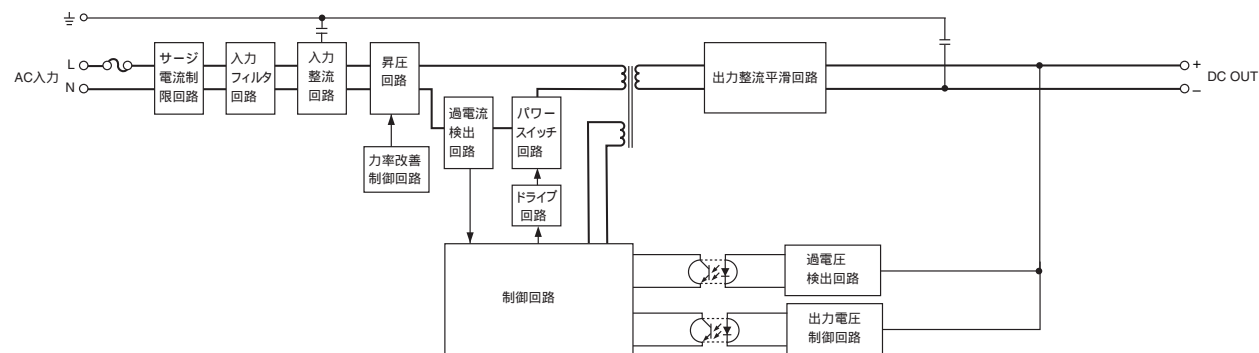 AC入力
L
N
サージ
電流制
限回路
入力
フィルタ
回路
入力
整流
回路
昇圧
回路
力率改善
制御回路
過電流
検出
回路
パワー
スイッチ
回路
ドライブ
回路
出力整流平滑回路
+
−
DC OUT
制御回路
過電圧
検出回路
出力電圧
制御回路